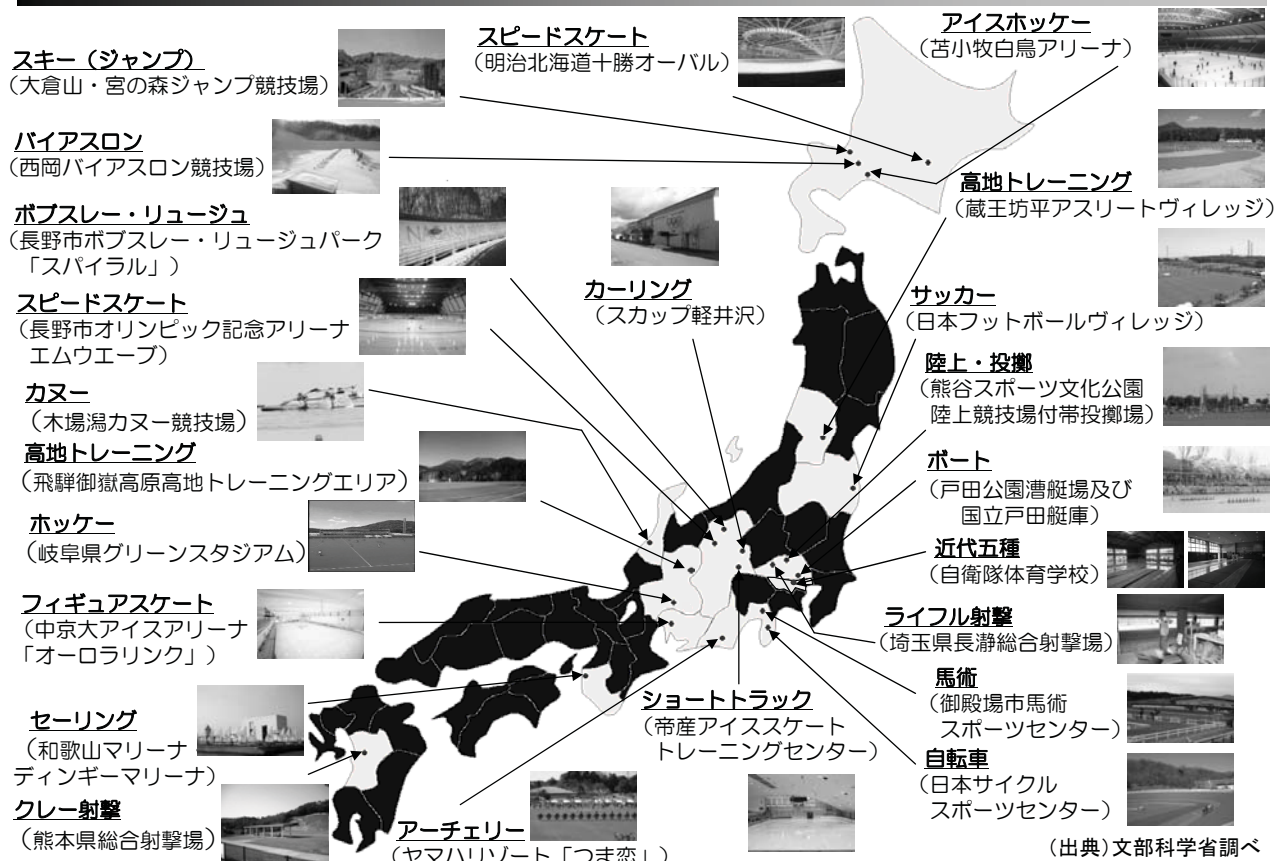 スキー（ジャンプ）
（大倉山・宮の森ジャンプ競技場）
スピードスケート
（明治北海道十勝オーバル）
アイスホッケー
（苫小牧白鳥アリーナ）
バイアスロン
（西岡バイアスロン競技場）
高地トレーニング
（蔵王坊平アスリートヴィレッジ）
ボブスレー・リュージュ
（長野市ボブスレー・リュージュパーク
「スパイラル」）
カーリング
（スカップ軽井沢）
サッカー
（日本フットボールヴィレッジ）
スピードスケート
（長野市オリンピック記念アリーナ
エムウエーブ）
陸上・投擲
（熊谷スポーツ文化公園
陸上競技場付帯投擲場）
カヌー
（木場潟カヌー競技場）
高地トレーニング
（飛騨御嶽高原高地トレーニングエリア）
ボート
（戸田公園漕艇場及び
国立戸田艇庫）
ホッケー
（岐阜県グリーンスタジアム）
近代五種
（自衛隊体育学校）
フィギュアスケート
（中京大アイスアリーナ
「オーロラリンク」）
ライフル射撃
（埼玉県長瀞総合射撃場）
馬術
（御殿場市馬術
スポーツセンター）
セーリング
（和歌山マリーナ・
ディンギーマリーナ）
ショートトラック
（帝産アイススケート
トレーニングセンター）
自転車
（日本サイクル
スポーツセンター）
クレー射撃
（熊本県総合射撃場）
アーチェリー
（ヤマハリゾート「つま恋」）
（出典）文部科学省調べ